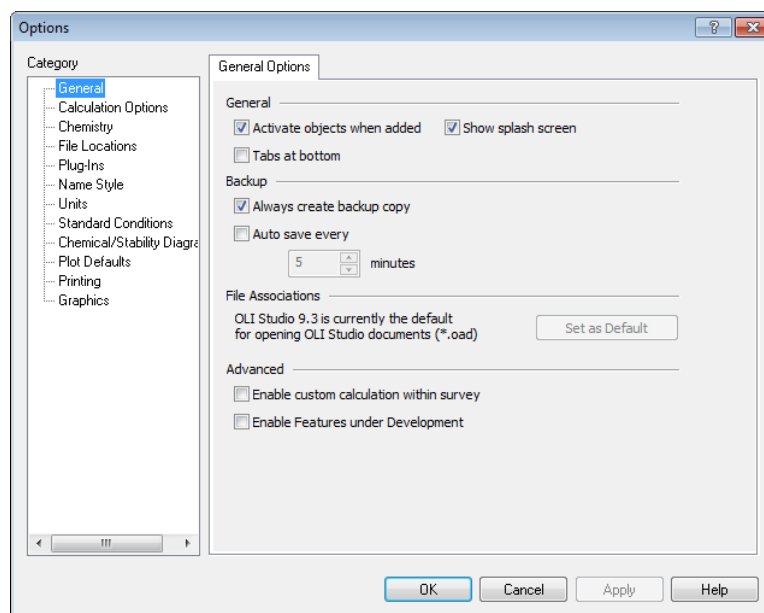 Options
Category
General
Calculation Options
Chemistry
File Locations
Plug-Ins
Name Style
Units
Standard Conditions
Chemical/Stability Diagra
Plot Defaults
Printing
Graphics
General Options
General
Activate objects when added
Show splash screen
Tabs at bottom
Backup
Always create backup copy
Auto save every
5 minutes
File Associations
OLI Studio 9.3 is currently the default
for opening OLI Studio documents (*.oad)
Set as Default
Advanced
Enable custom calculation within survey
Enable Features under Development
OK Cancel Apply Help